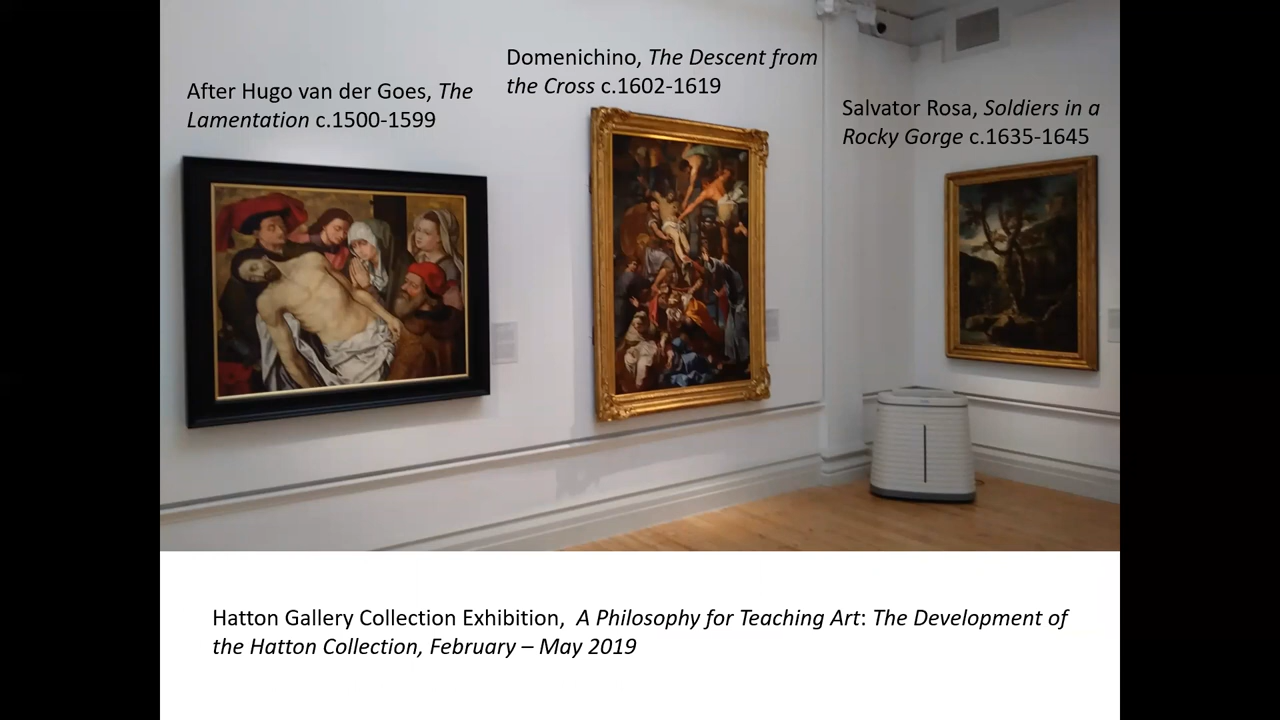 After Hugo van der Goes, The
Lamentation c.1500-1599
Domenichino, The Descent from
the Cross c.1602-1619
Salvator Rosa, Soldiers in a
Rocky Gorge c.1635-1645
Hatton Gallery Collection Exhibition,  A Philosophy for Teaching Art: The Development of
the Hatton Collection, February – May 2019